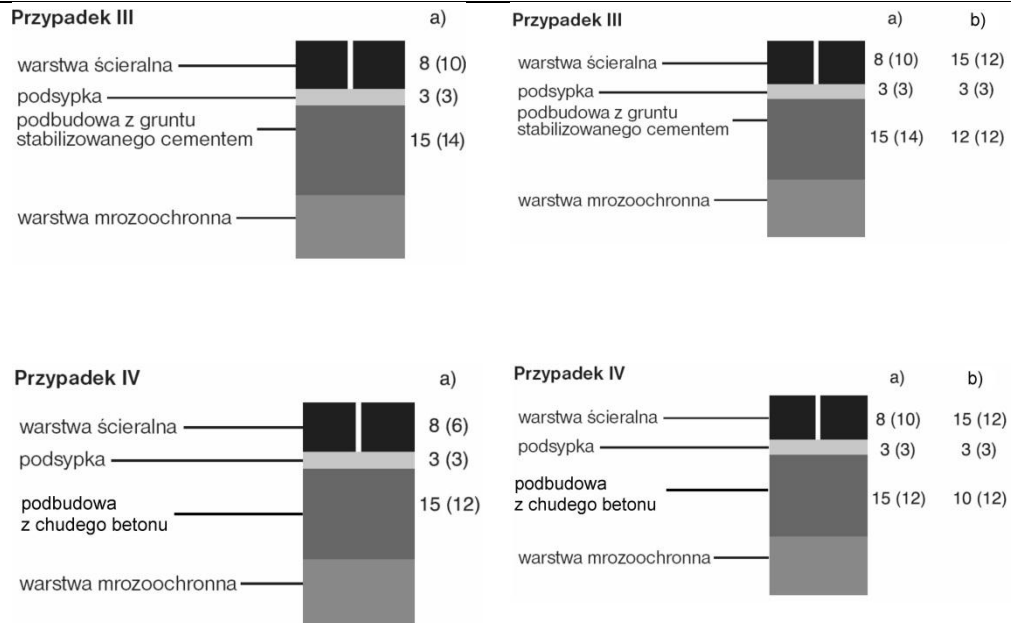 Przypadek III a)
warstwa ścieralna 8 (10)
podsypka 3 (3)
podbudowa z gruntu
stabilizowanego cementem 15 (14)
warstwa mrozoochronna
Przypadek III a) b)
warstwa ścieralna 8 (10) 15 (12)
podsypka 3 (3) 3 (3)
podbudowa z gruntu
stabilizowanego cementem 15 (14) 12 (12)
warstwa mrozoochronna
Przypadek IV a)
warstwa ścieralna 8 (6)
podsypka 3 (3)
podbudowa 15 (12)
z chudego betonu
warstwa mrozoochronna
Przypadek IV a) b)
warstwa ścieralna 8 (10) 15 (12)
podsypka 3 (3) 3 (3)
podbudowa
z chudego betonu 15 (12) 10 (12)
warstwa mrozoochronna